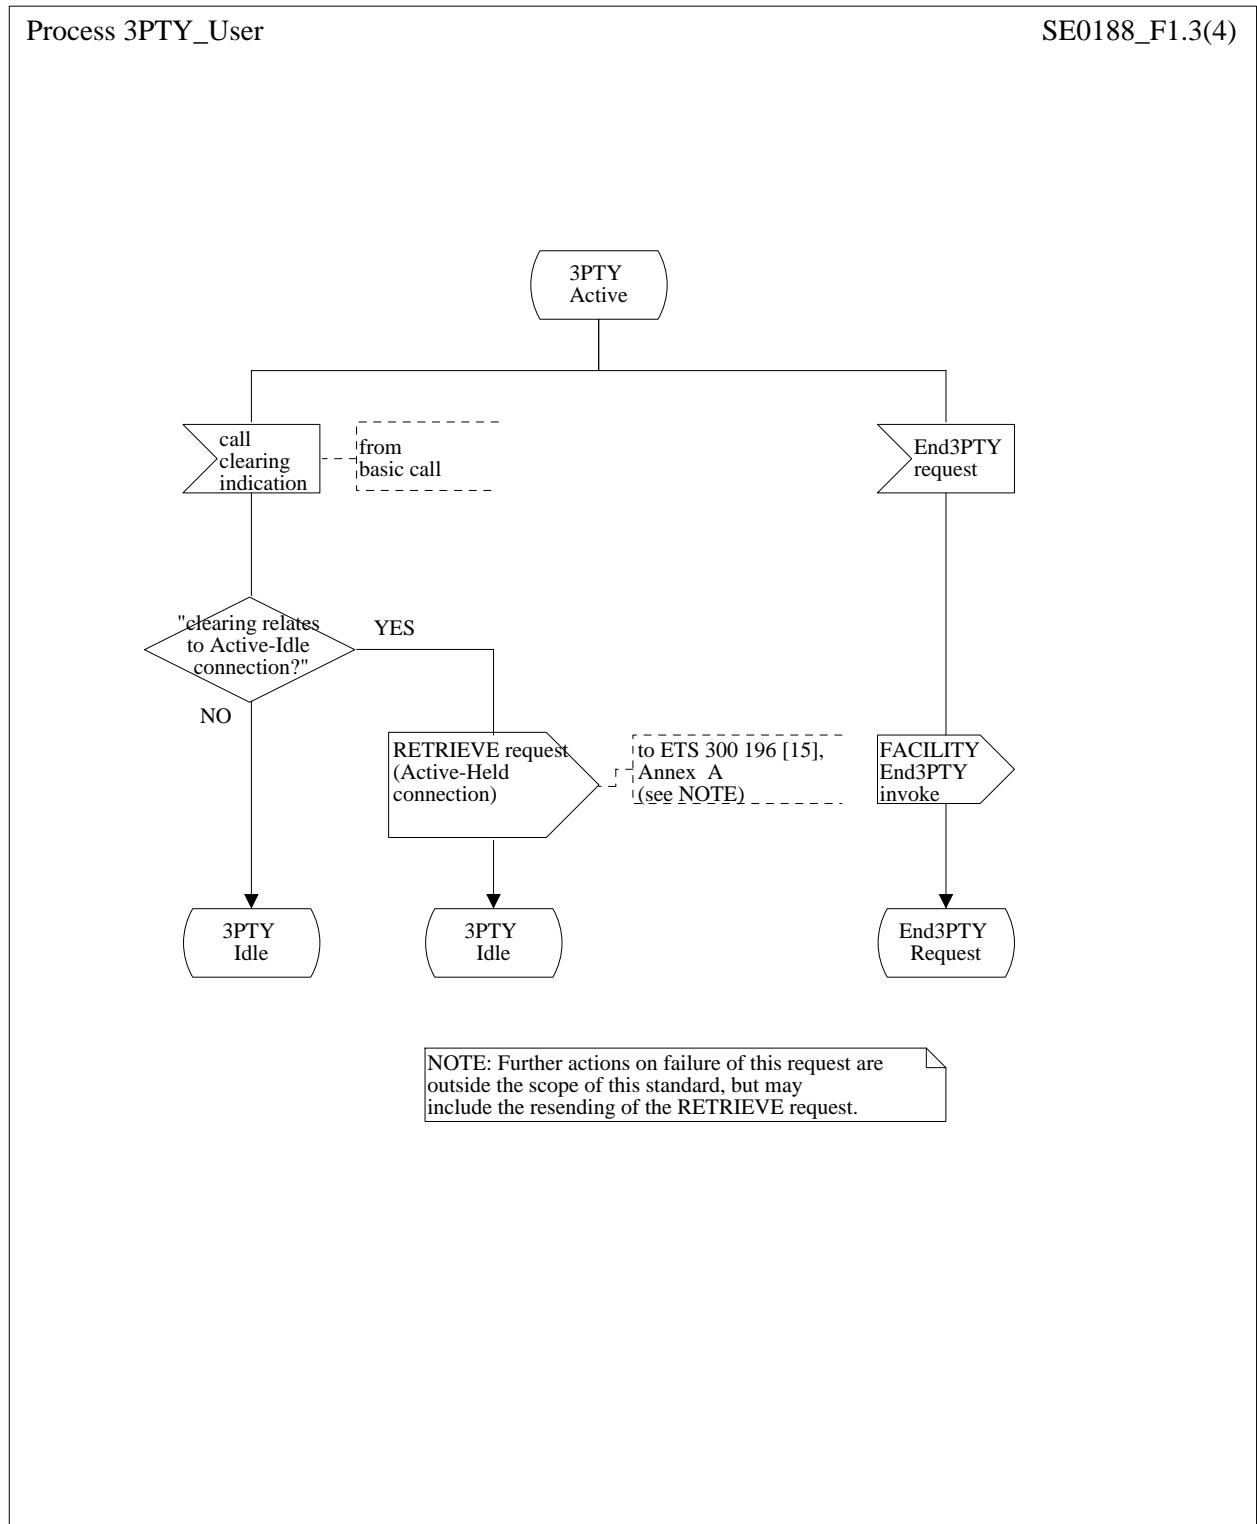 Process 3PTY_User
SE0188_F1.3(4)
3PTY
Active
call
clearing
indication
from
basic call
End3PTY
request
"clearing relates
to Active-Idle
connection?"
YES
NO
RETRIEVE request
(Active-Held
connection)
to ETS 300 196 [15],
Annex A
(see NOTE)
FACILITY
End3PTY
invoke
3PTY
Idle
3PTY
Idle
End3PTY
Request
NOTE: Further actions on failure of this request are
outside the scope of this standard, but may
include the resending of the RETRIEVE request.